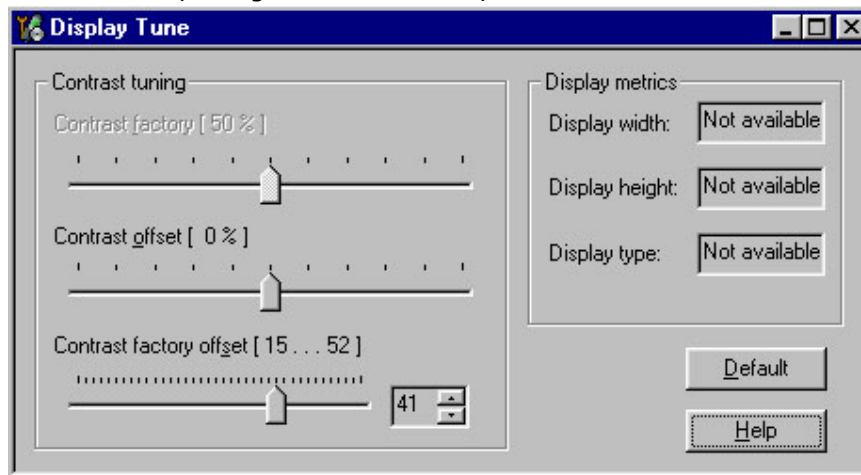 Display Tune
Contrast tuning
Contrast factory [ 50 % ]
Contrast offset [ 0 % ]
Contrast factory offset [ 15 . . . 52 ]
41
Display metrics
Display width: Not available
Display height: Not available
Display type: Not available
Default
Help